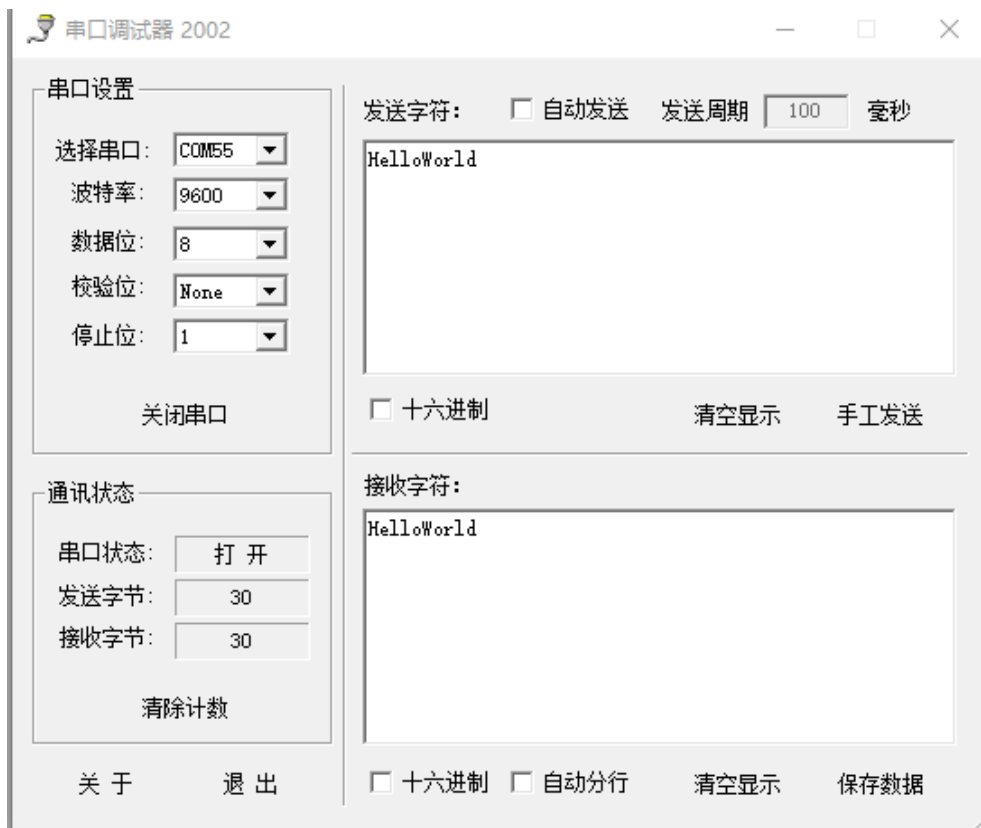 串口调试器 2002
串口设置
选择串口: COM55
波特率: 9600
数据位: 8
校验位: None
停止位: 1
关闭串口
通讯状态
串口状态: 打 开
发送字节: 30
接收字节: 30
清除计数
关 于 退 出
发送字符: 自动发送 发送周期 100 毫秒
HelloWorld
十六进制 清空显示 手工发送
接收字符:
HelloWorld
十六进制 自动分行 清空显示 保存数据